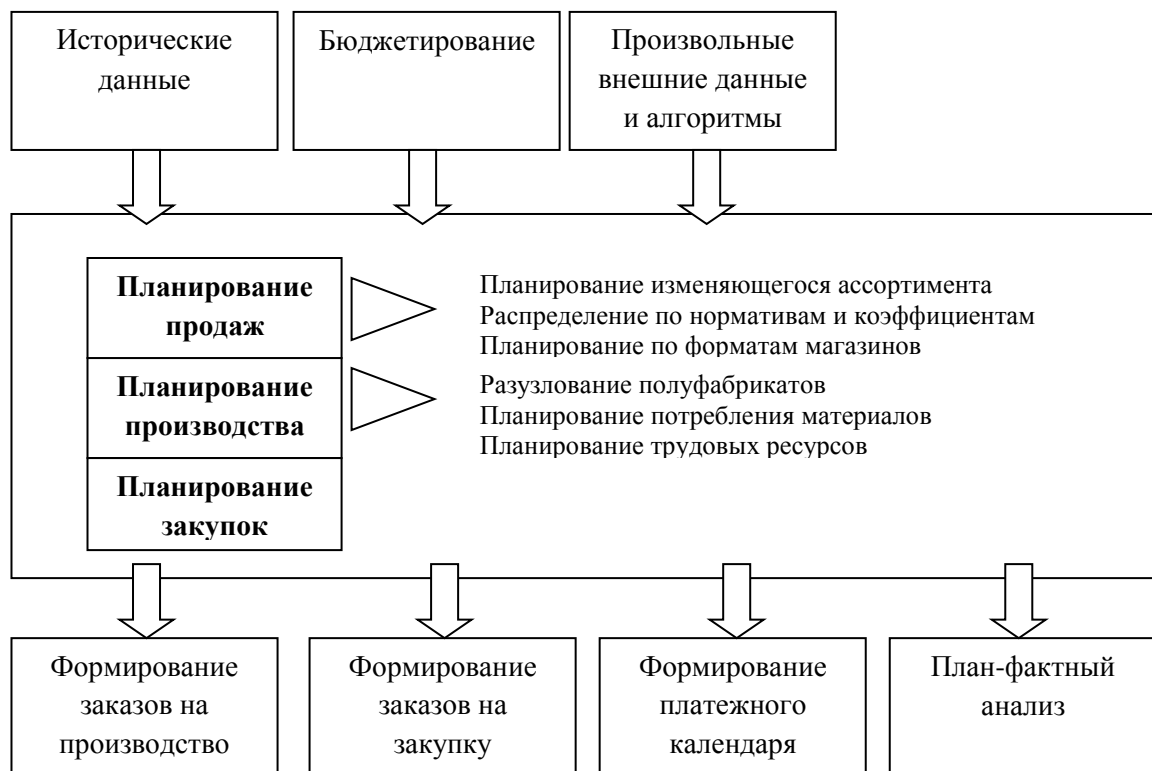 Исторические
данные
Бюджетирование
Произвольные
внешние данные
и алгоритмы
Планирование
продаж
Планирование изменяющегося ассортимента
Распределение по нормативам и коэффициентам
Планирование по форматам магазинов
Планирование
производства
Разузлование полуфабрикатов
Планирование потребления материалов
Планирование трудовых ресурсов
Планирование
закупок
Формирование
заказов на
производство
Формирование
заказов на
закупку
Формирование
платежного
календаря
План-фактный
анализ